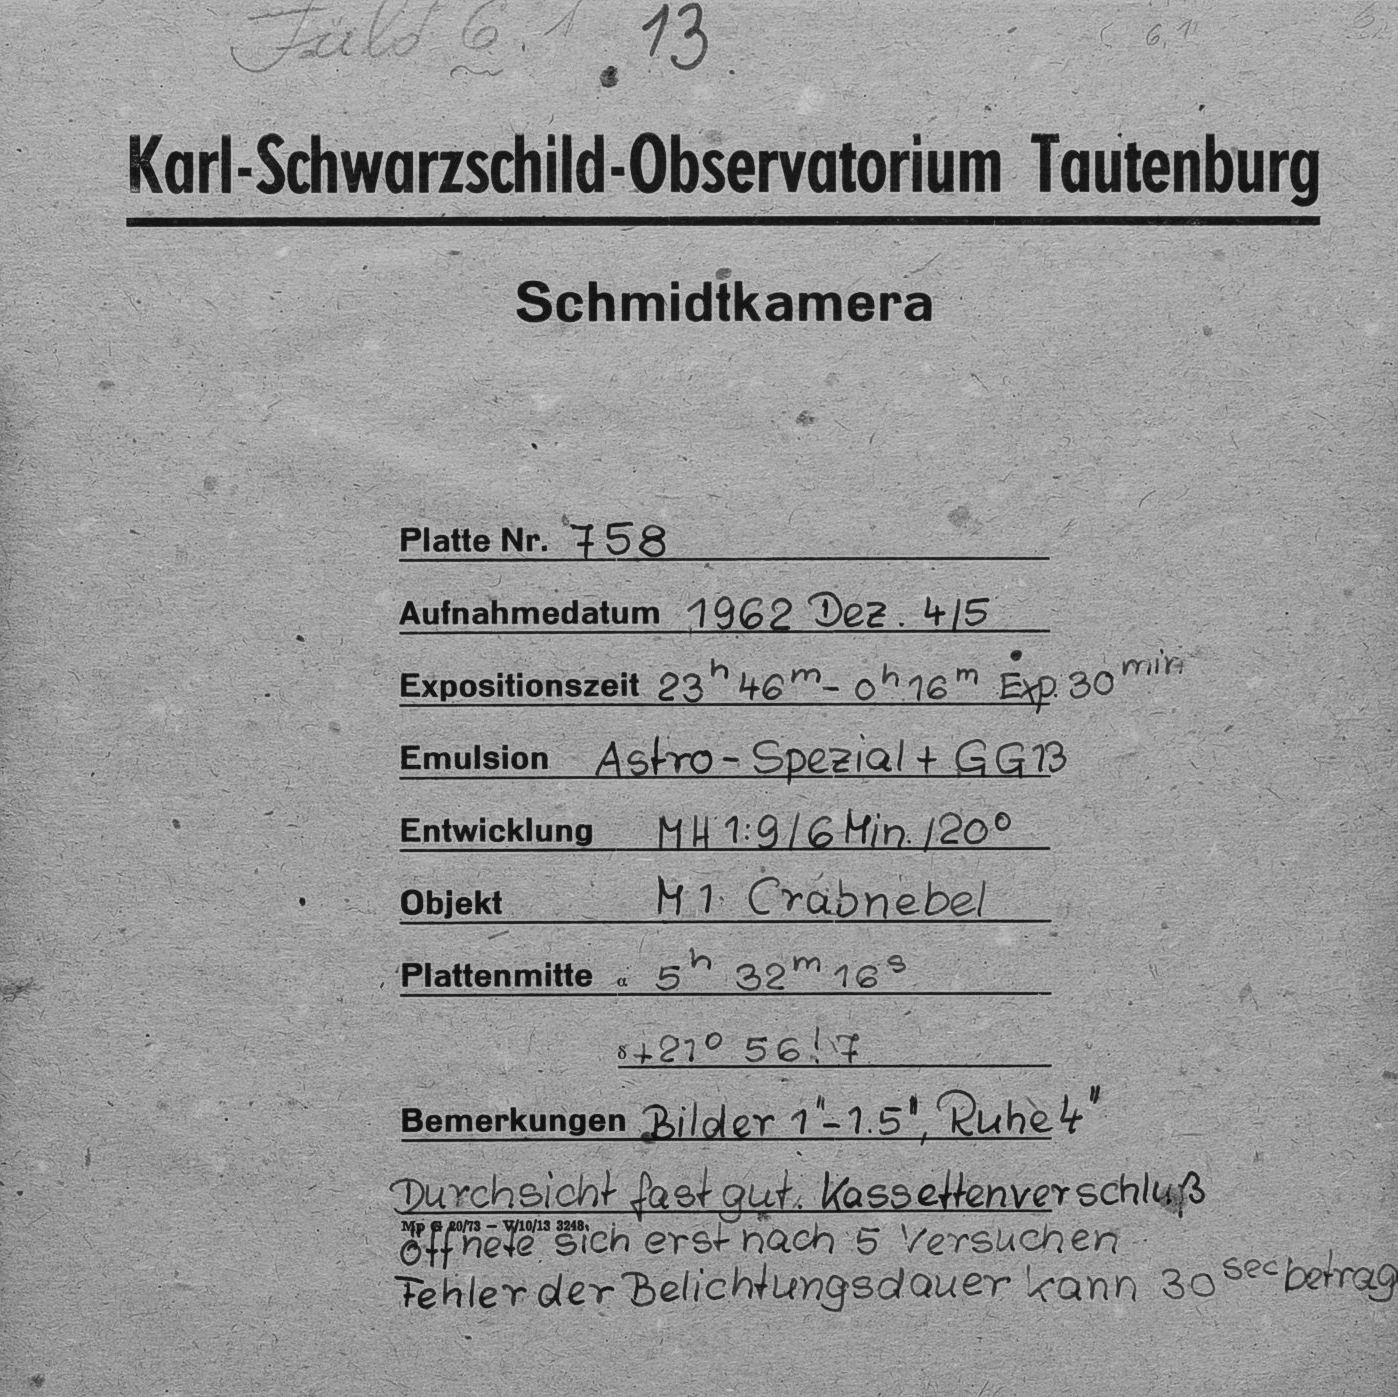 Füld 6.1 13 6,1
Karl-Schwarzschild-Observatorium Tautenburg
Schmidtkamera
Platte Nr. 758
Aufnahmedatum 1962 Dez. 4/5
Expositionszeit 23ʰ 46ᵐ – 0ʰ 16ᵐ Exp. 30ᵐⁱⁿ
Emulsion Astro-Spezial + GG13
Entwicklung MH 1:9/6 Min./20°
Objekt M 1. Crabnebel
Plattenmitte α 5ʰ 32ᵐ 16ˢ
δ +21° 56!7
Bemerkungen Bilder 1"–1.5", Ruhe 4"
Durchsicht fast gut. Kassettenverschluß
Mp G 20/73 – V/10/13 3248.
öffnete sich erst nach 5 Versuchen
Fehler der Belichtungsdauer kann 30ˢᵉᶜ betrag